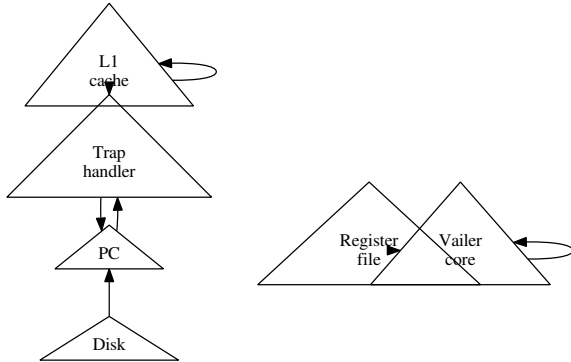 L1
cache
Trap
handler
PC
Disk
Register
file
Vailer
core